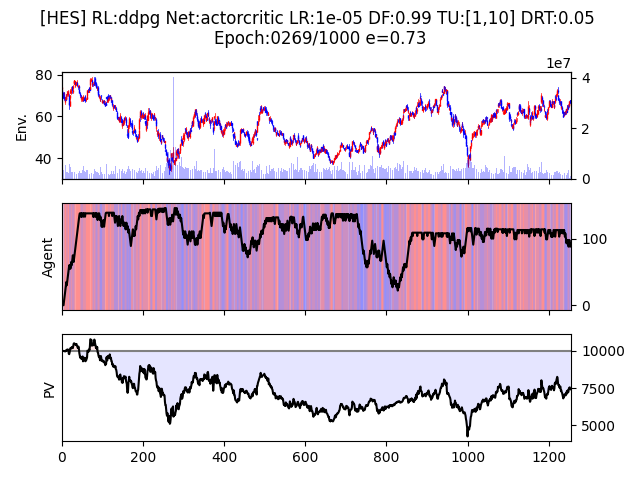 [HES] RL:ddpg Net:actorcritic LR:1e-05 DF:0.99 TU:[1,10] DRT:0.05
Epoch:0269/1000 e=0.73
1e7
80
60
40
Env.
4
2
0
Agent
100
0
PV
10000
7500
5000
0 200 400 600 800 1000 1200